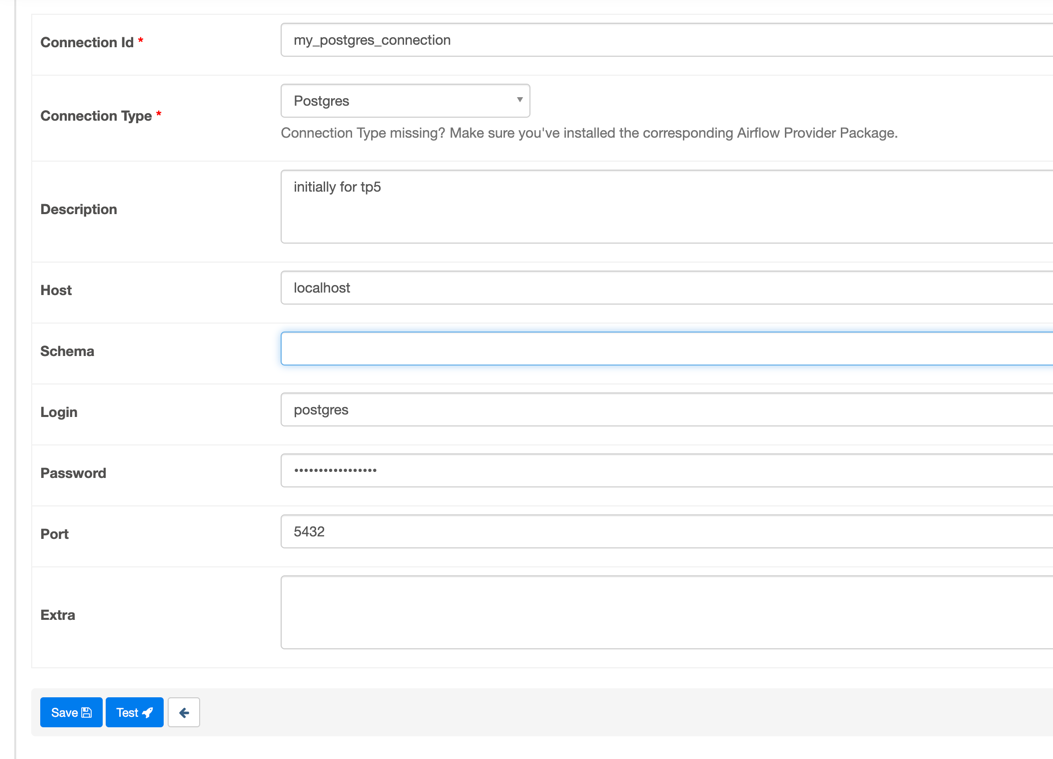 Connection Id *
my_postgres_connection
Connection Type *
Postgres
Connection Type missing? Make sure you've installed the corresponding Airflow Provider Package.
Description
initially for tp5
Host
localhost
Schema
Login
postgres
Password
•••••••••••••••••
Port
5432
Extra
Save
Test